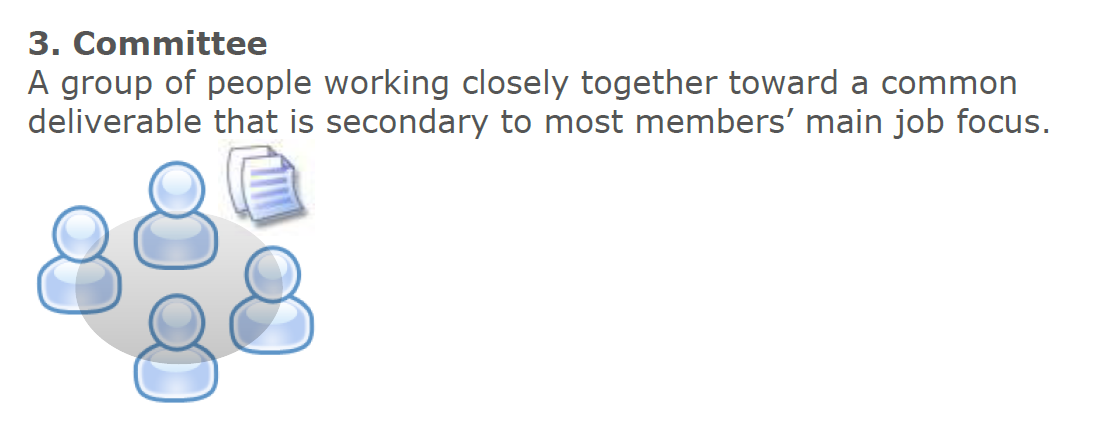 3. Committee
A group of people working closely together toward a common
deliverable that is secondary to most members’ main job focus.